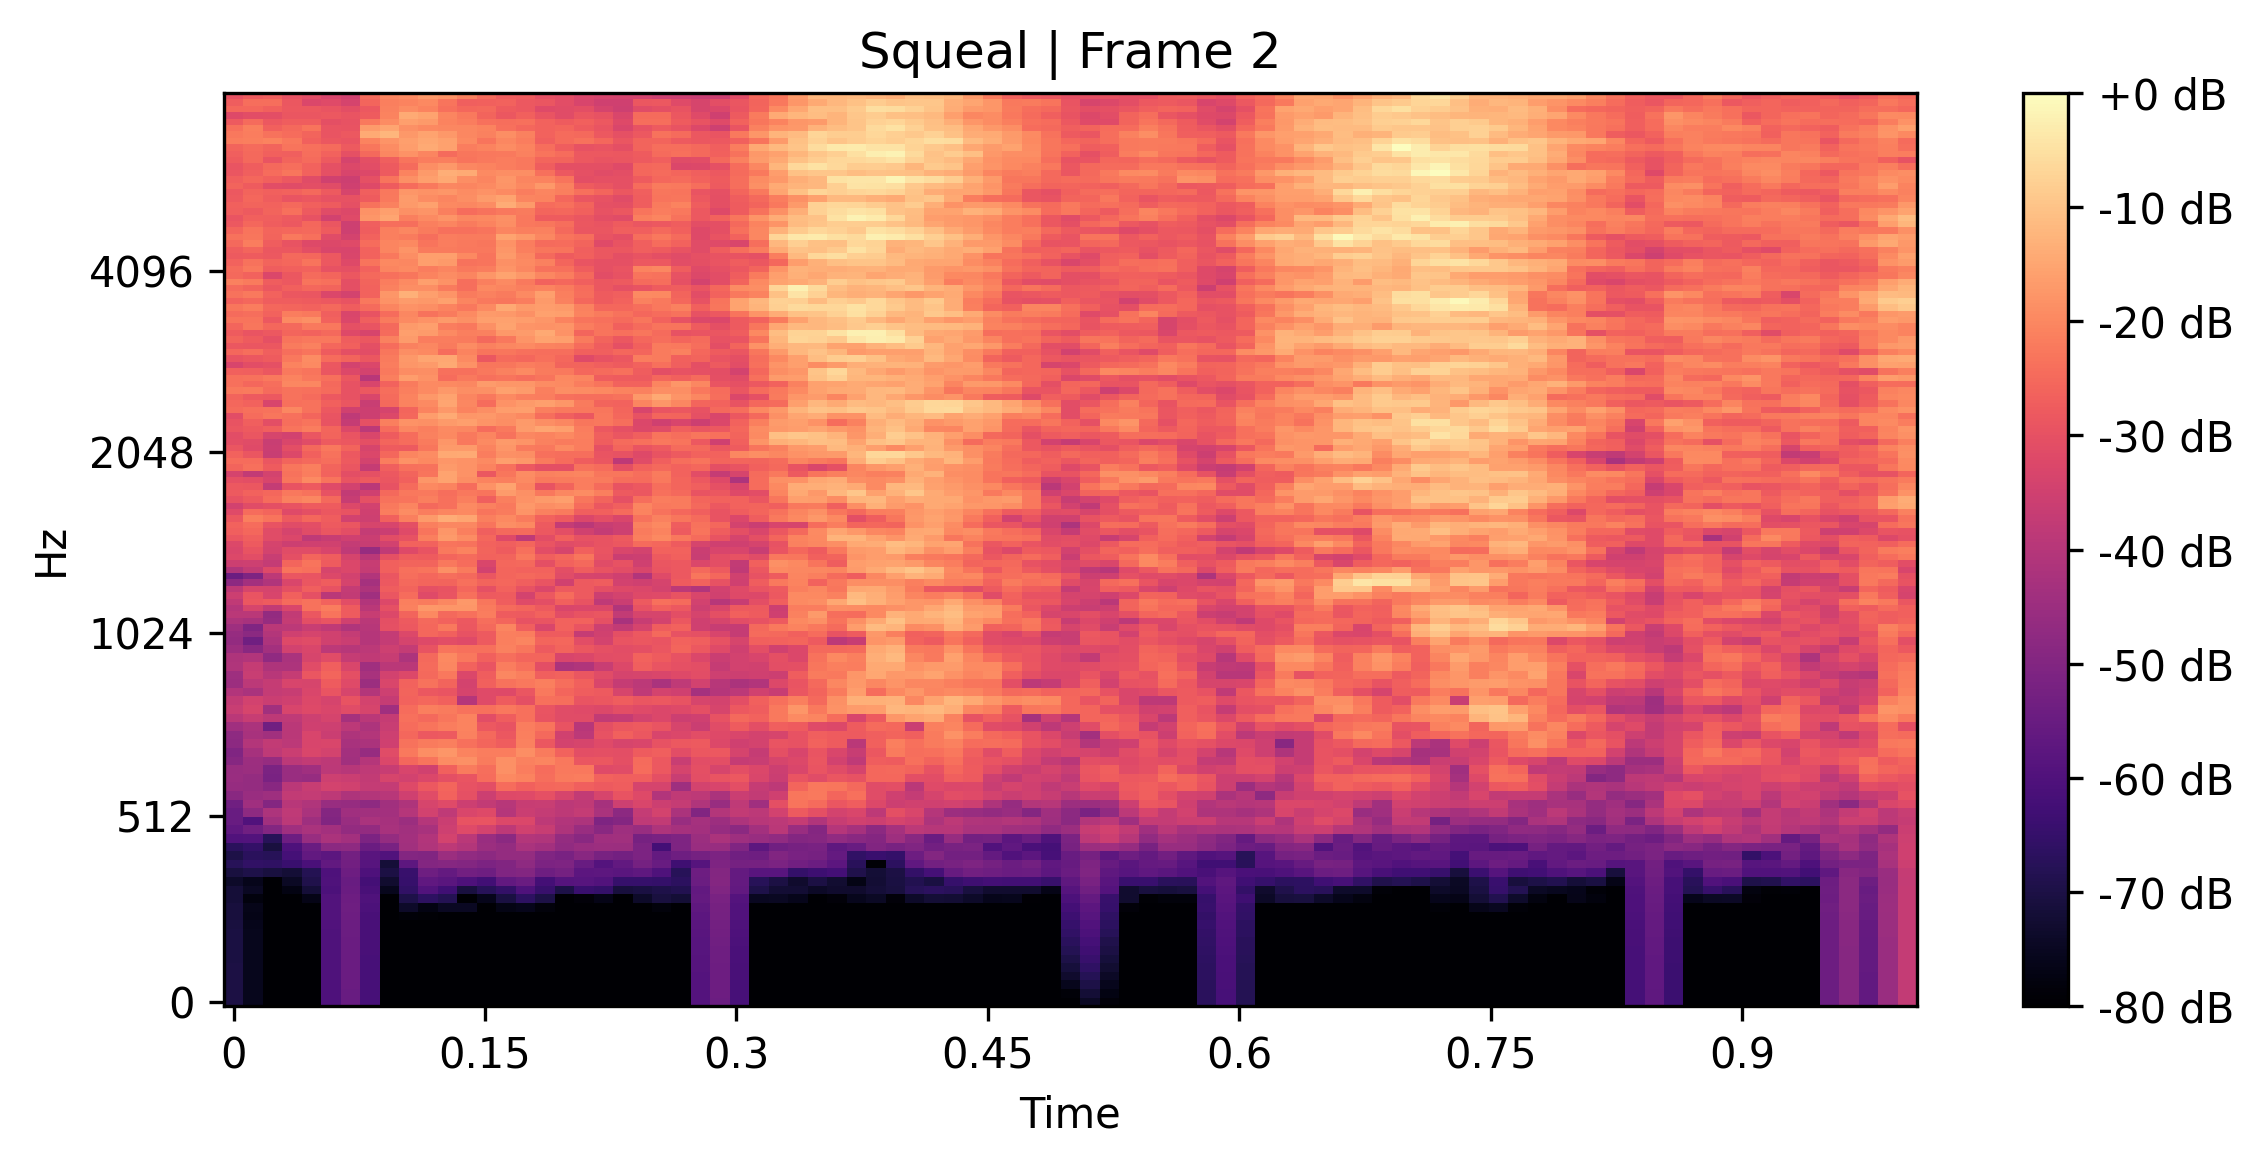 Squeal | Frame 2
+0 dB
-10 dB
-20 dB
-30 dB
-40 dB
-50 dB
-60 dB
-70 dB
-80 dB
4096
2048
1024
512
0
Hz
0 0.15 0.3 0.45 0.6 0.75 0.9
Time